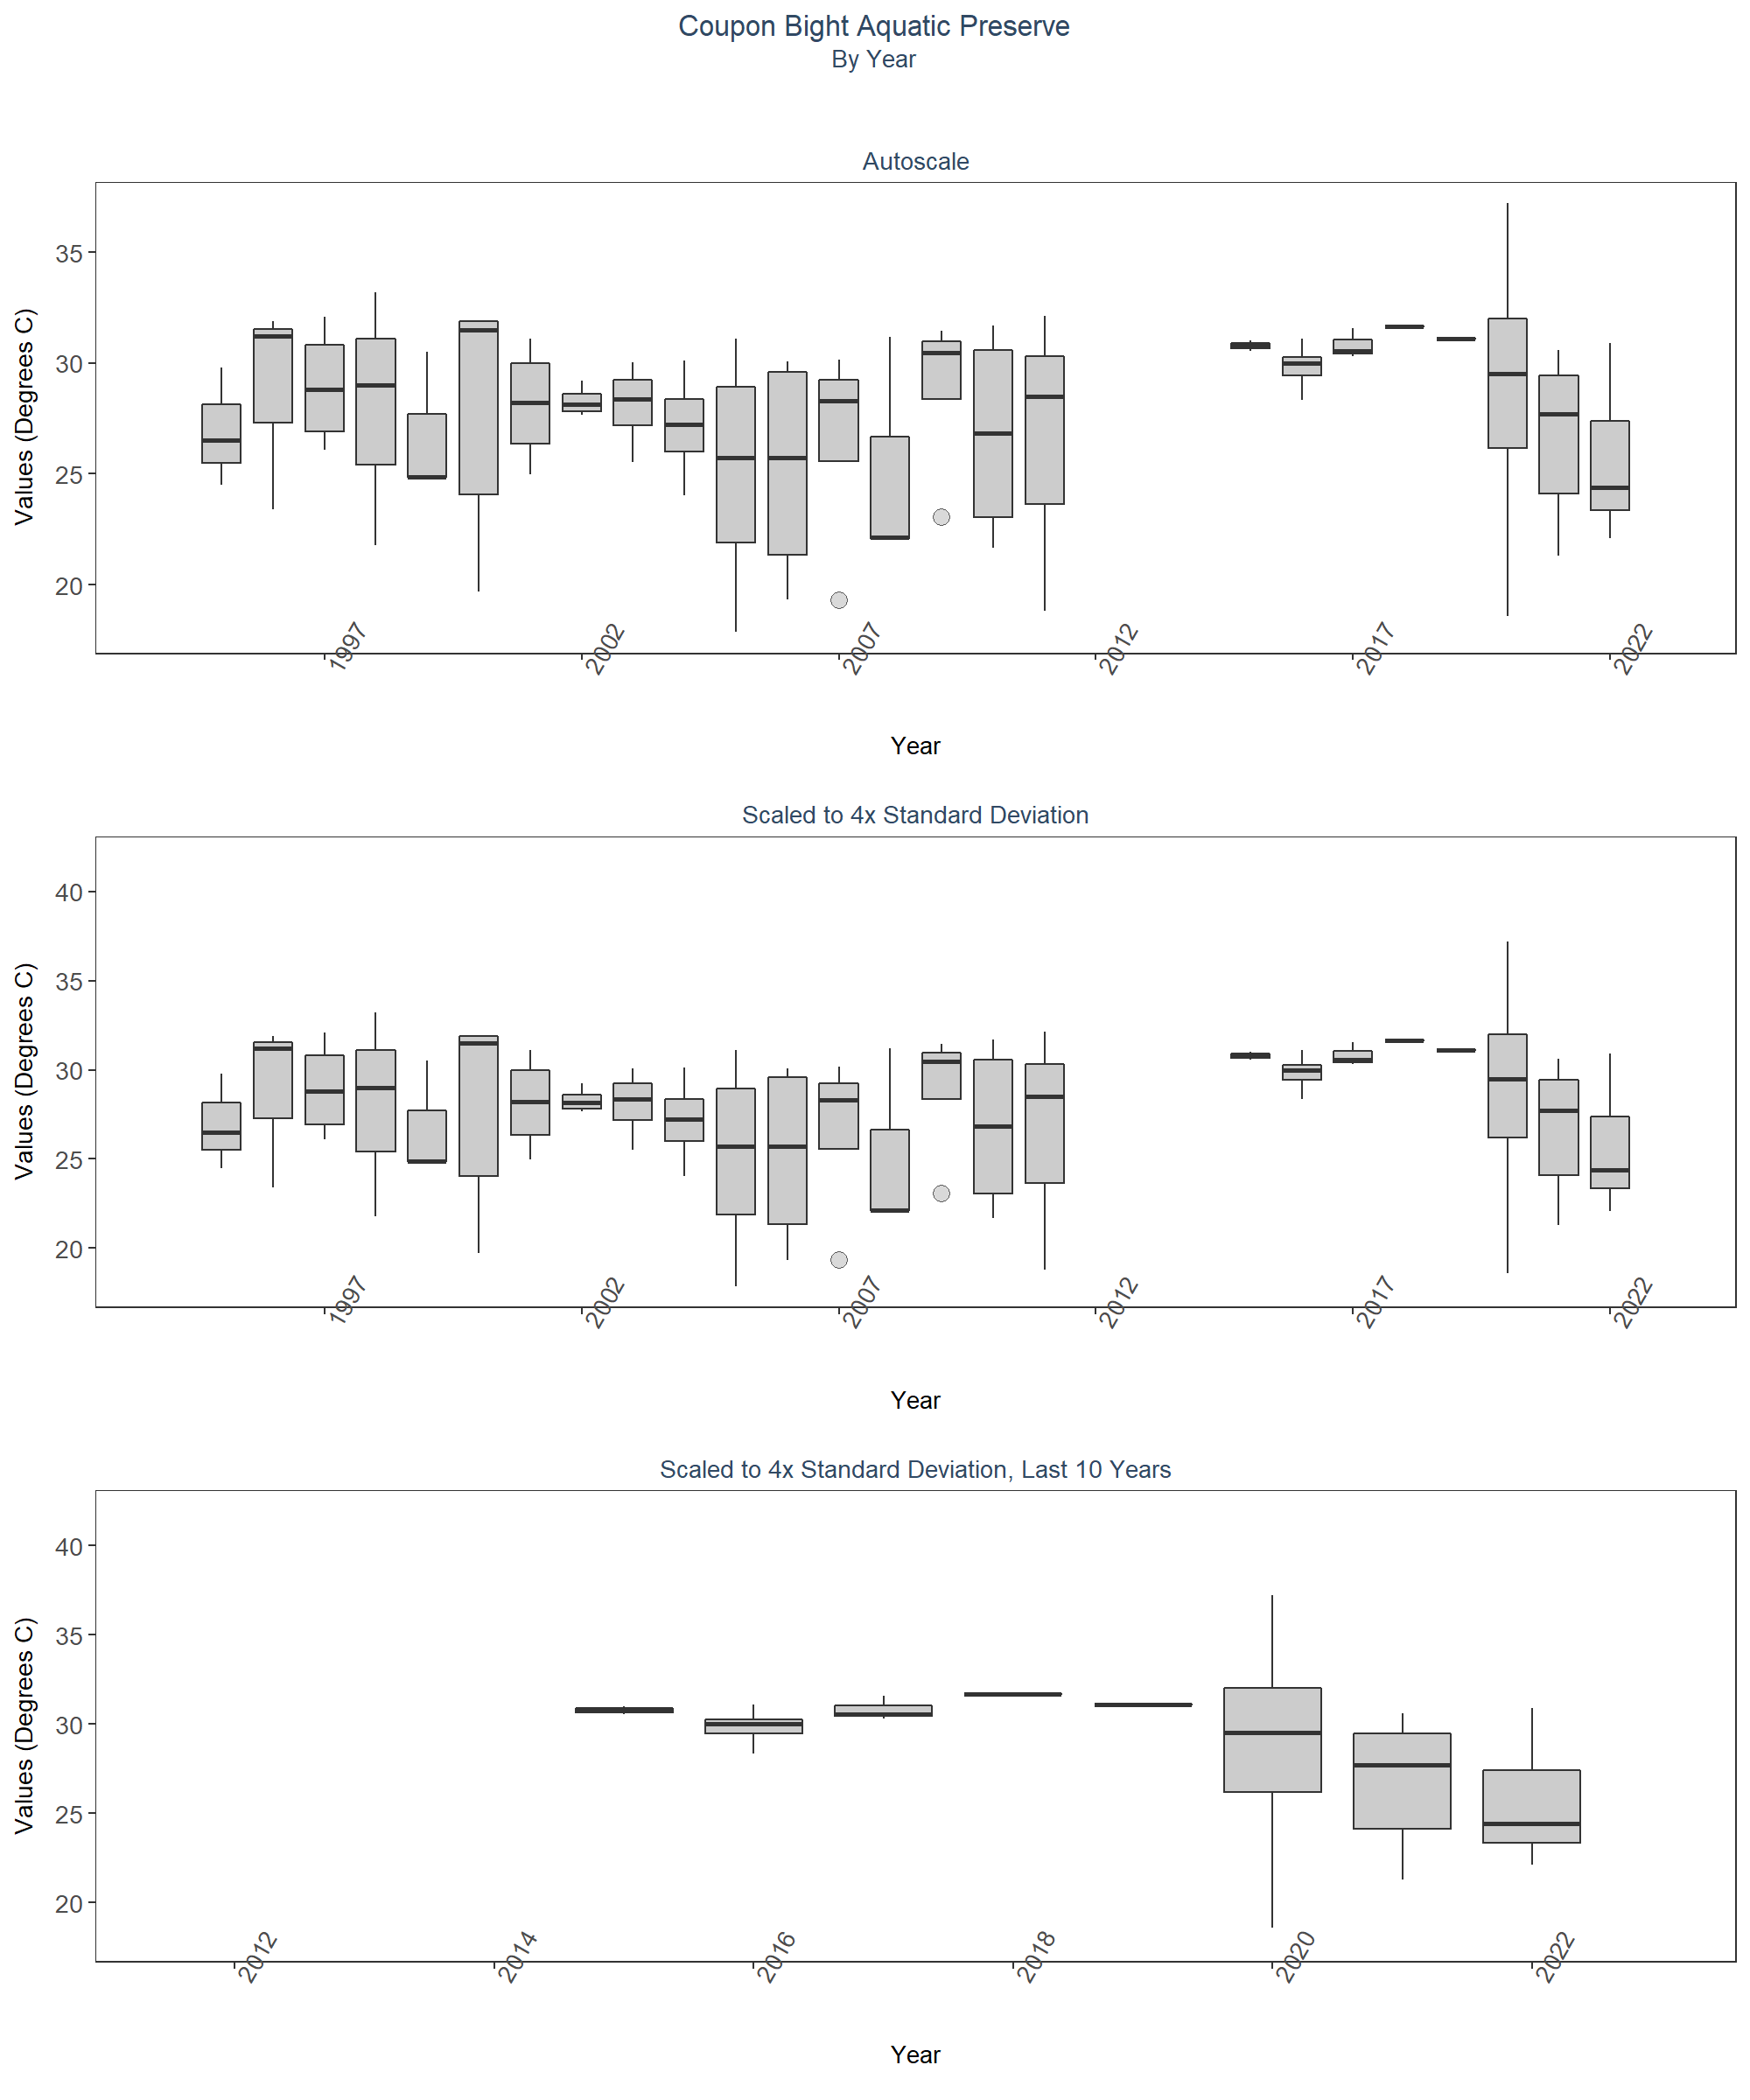 Coupon Bight Aquatic Preserve
By Year
Autoscale
Values (Degrees C)
35
30
25
20
1997
2002
2007
2012
2017
2022
Year
Scaled to 4x Standard Deviation
Values (Degrees C)
40
35
30
25
20
1997
2002
2007
2012
2017
2022
Year
Scaled to 4x Standard Deviation, Last 10 Years
Values (Degrees C)
40
35
30
25
20
2012
2014
2016
2018
2020
2022
Year